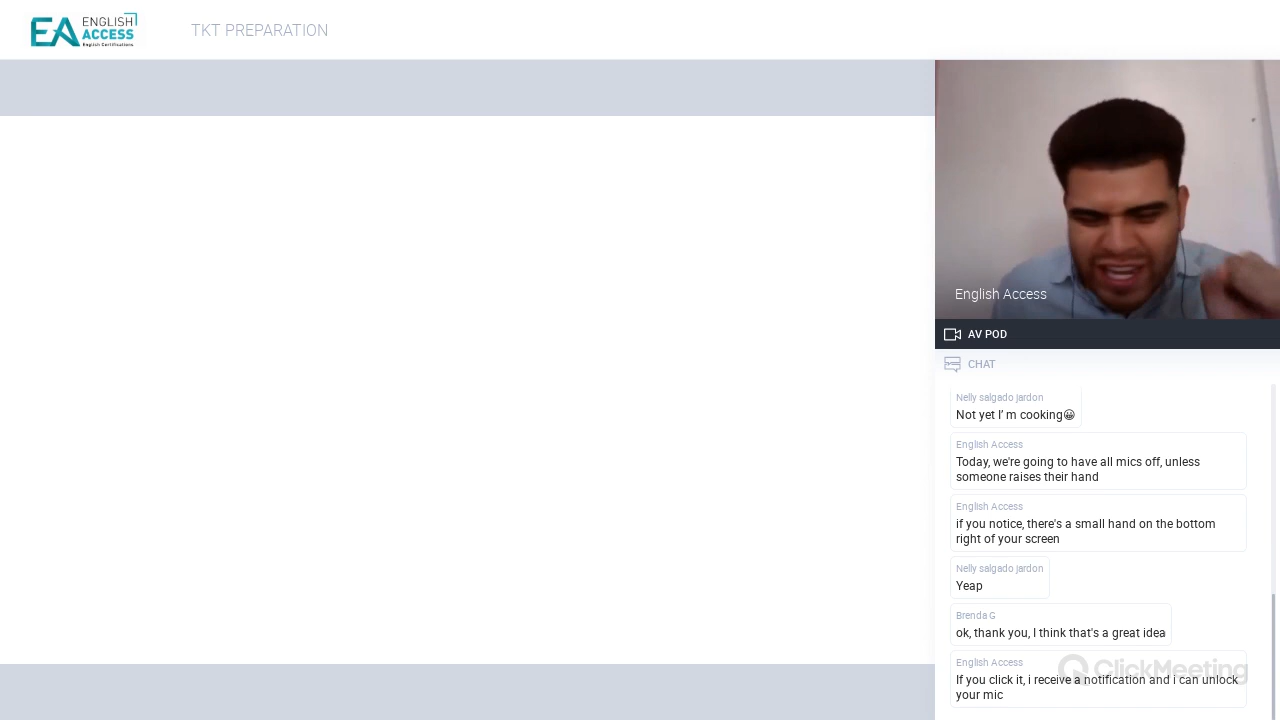 ENGLISH
ACCESS
English Certifications
EA
TKT PREPARATION
English Access
AV POD
CHAT
Nelly salgado jardon
Not yet I' m cooking😀
English Access
Today, we're going to have all mics off, unless
someone raises their hand
English Access
if you notice, there's a small hand on the bottom
right of your screen
Nelly salgado jardon
Yeap
Brenda G
ok, thank you, I think that's a great idea
English Access
If you click it, i receive a notification and i can unlock
your mic
ClickMeeting